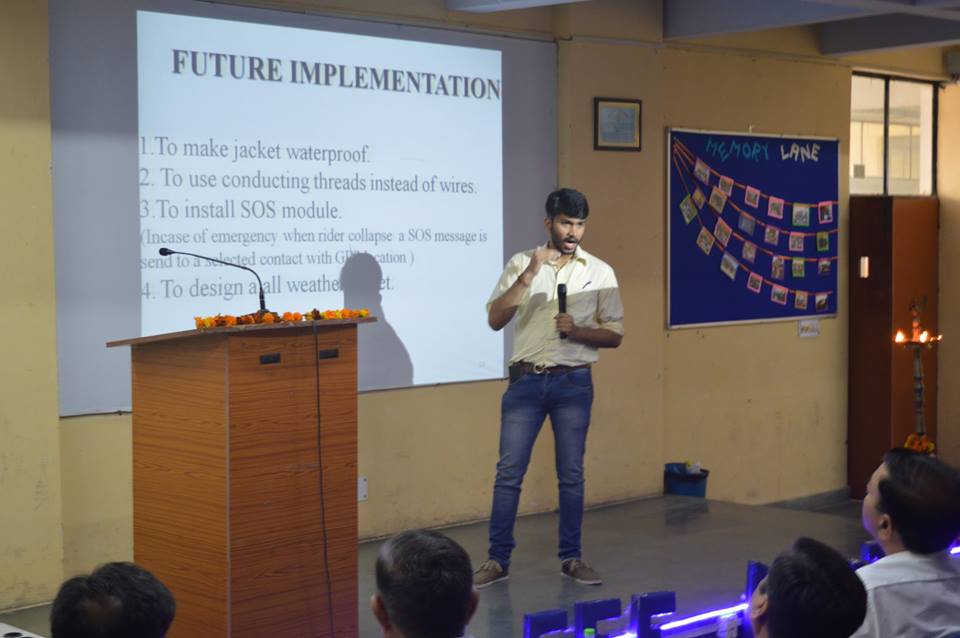 FUTURE IMPLEMENTATION
1.To make jacket waterproof.
2. To use conducting threads instead of wires.
3.To install SOS module.
(Incase of emergency when rider collapse a SOS message is
send to a selected contact with )
4. To design a all
MEMORY LANE